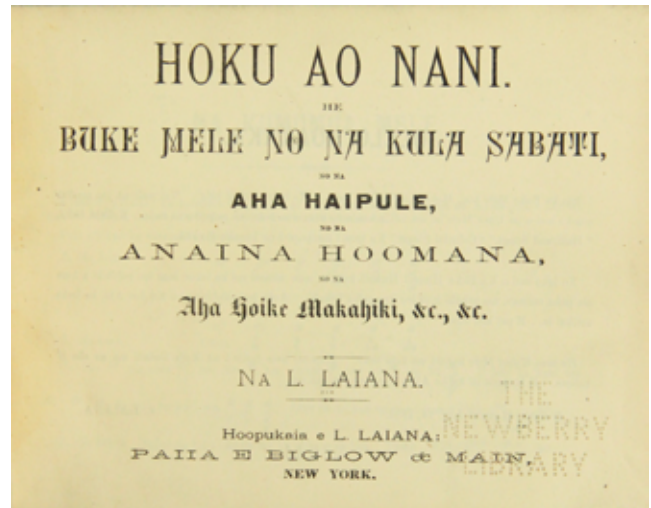 HOKU AO NANI.
HE
BUKE MELE NO NA KULA SABATI,
NO NA
AHA HAIPULE,
NO NA
ANAINA HOOMANA,
NO NA
Aha Hoike Makahiki, &c., &c.
NA L. LAIANA.
Hoopukaia e L. LAIANA:
PAIIA E BIGLOW & MAIN,
NEW YORK.
THE
NEWBERRY
LIBRARY